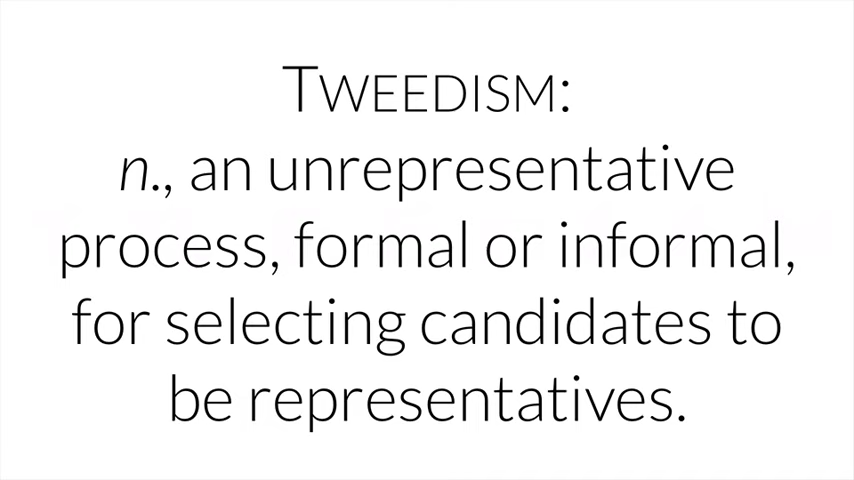 TWEEDISM:
n., an unrepresentative
process, formal or informal,
for selecting candidates to
be representatives.